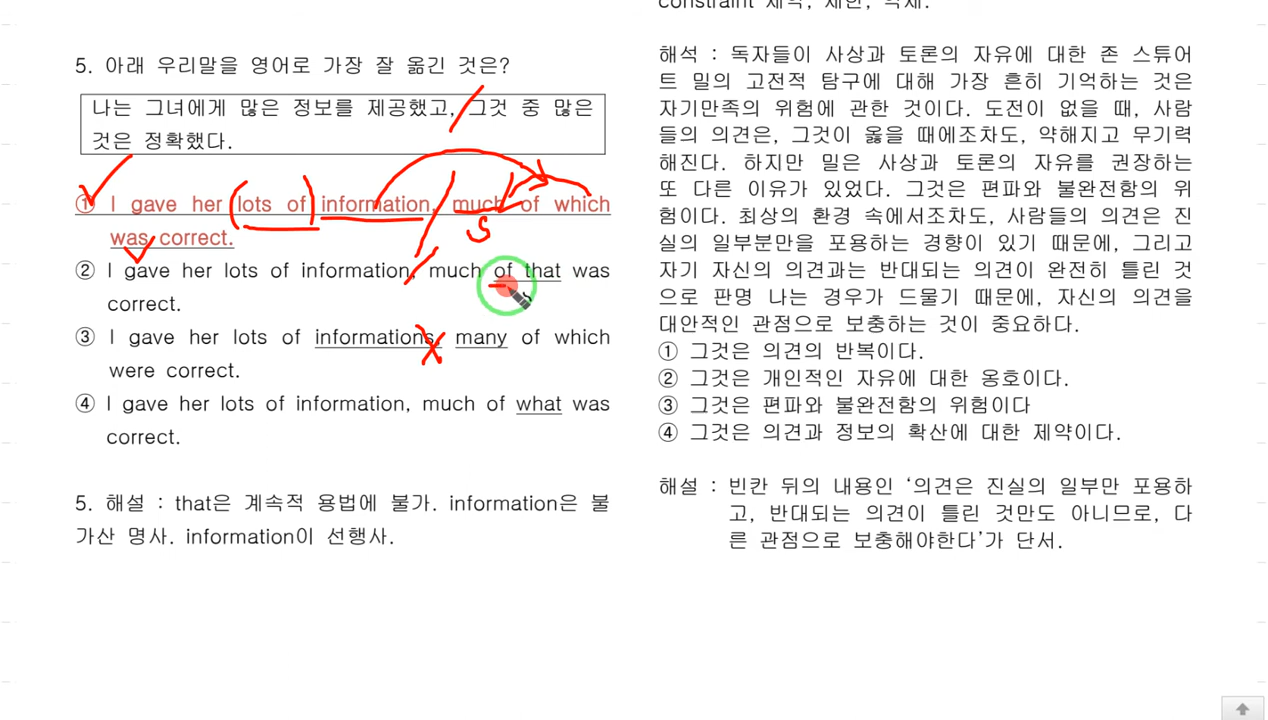 5. 아래 우리말을 영어로 가장 잘 옮긴 것은?
나는 그녀에게 많은 정보를 제공했고, 그것 중 많은
것은 정확했다.
① I gave her lots of information, much of which
was correct.
S
② I gave her lots of information, much of that was
correct.
③ I gave her lots of informations, many of which
were correct.
④ I gave her lots of information, much of what was
correct.
5. 해설 : that은 계속적 용법에 불가. information은 불
가산 명사. information이 선행사.
constraint 제약, 제한, 억제.
해석 : 독자들이 사상과 토론의 자유에 대한 존 스튜어
트 밀의 고전적 탐구에 대해 가장 흔히 기억하는 것은
자기만족의 위험에 관한 것이다. 도전이 없을 때, 사람
들의 의견은, 그것이 옳을 때에조차도, 약해지고 무기력
해진다. 하지만 밀은 사상과 토론의 자유를 권장하는
또 다른 이유가 있었다. 그것은 편파와 불완전함의 위
험이다. 최상의 환경 속에서조차도, 사람들의 의견은 진
실의 일부분만을 포용하는 경향이 있기 때문에, 그리고
자기 자신의 의견과는 반대되는 의견이 완전히 틀린 것
으로 판명 나는 경우가 드물기 때문에, 자신의 의견을
대안적인 관점으로 보충하는 것이 중요하다.
① 그것은 의견의 반복이다.
② 그것은 개인적인 자유에 대한 옹호이다.
③ 그것은 편파와 불완전함의 위험이다
④ 그것은 의견과 정보의 확산에 대한 제약이다.
해설 : 빈칸 뒤의 내용인 ‘의견은 진실의 일부만 포용하
고, 반대되는 의견이 틀린 것만도 아니므로, 다
른 관점으로 보충해야한다’가 단서.